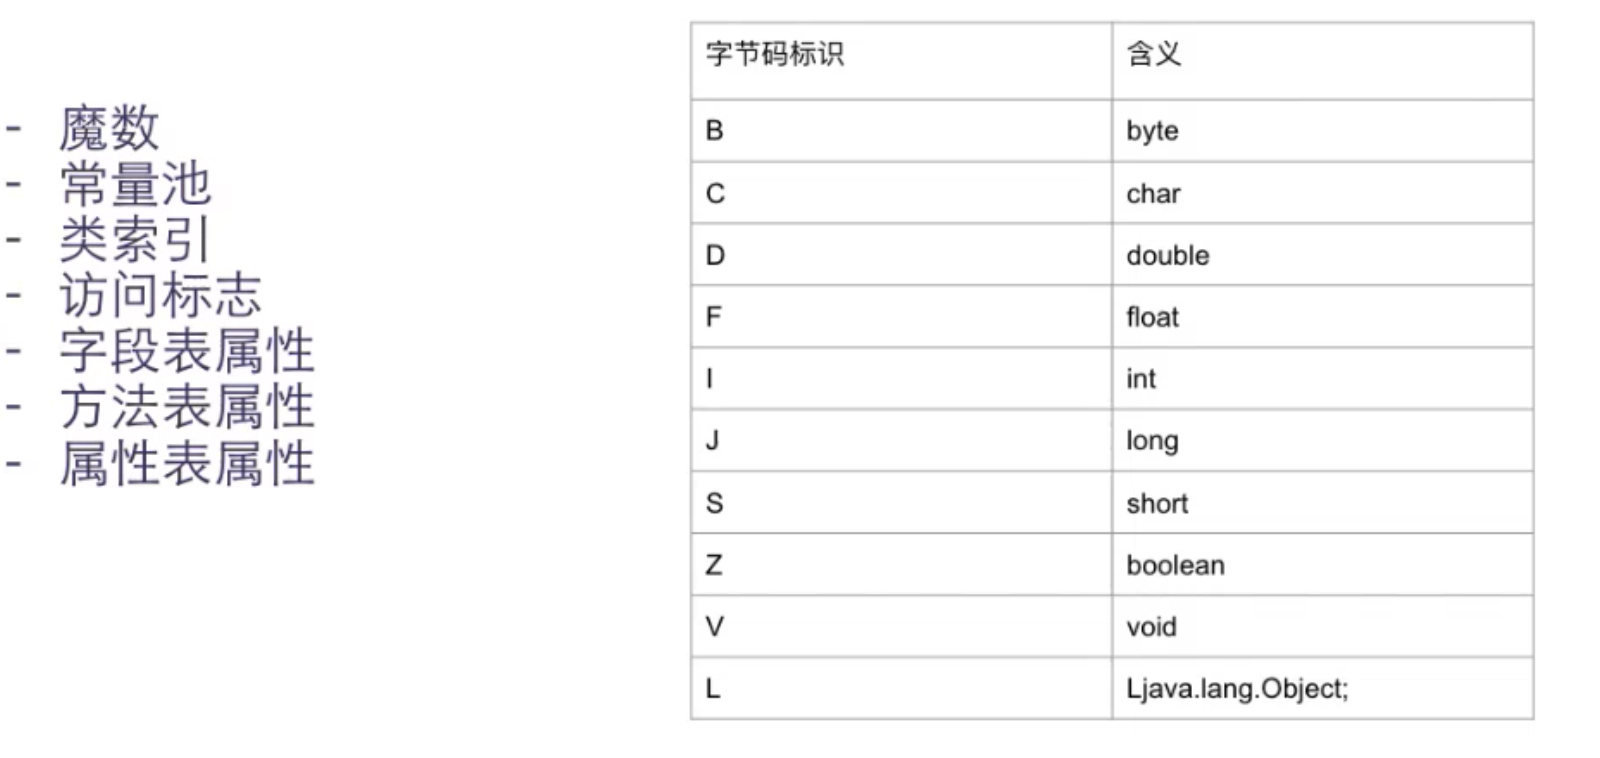 - 魔数
- 常量池
- 类索引
- 访问标志
- 字段表属性
- 方法表属性
- 属性表属性
字节码标识 含义
B byte
C char
D double
F float
I int
J long
S short
Z boolean
V void
L Ljava.lang.Object;